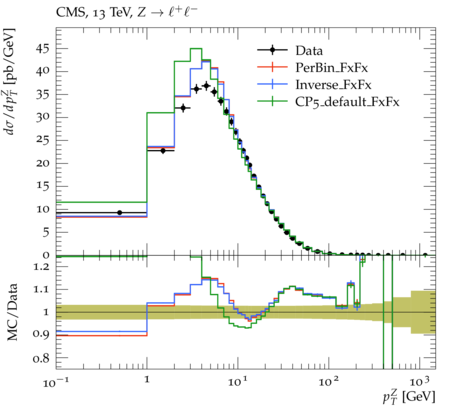 CMS, 13 TeV, Z → ℓ⁺ℓ⁻
dσ/dp_T^Z [pb/GeV]
45
40
35
30
25
20
15
10
5
0
Data
PerBin_FxFx
Inverse_FxFx
CP5_default_FxFx
MC/Data
1.2
1.1
1
0.9
0.8
10⁻¹
1
10¹
10²
10³
p_T^Z [GeV]